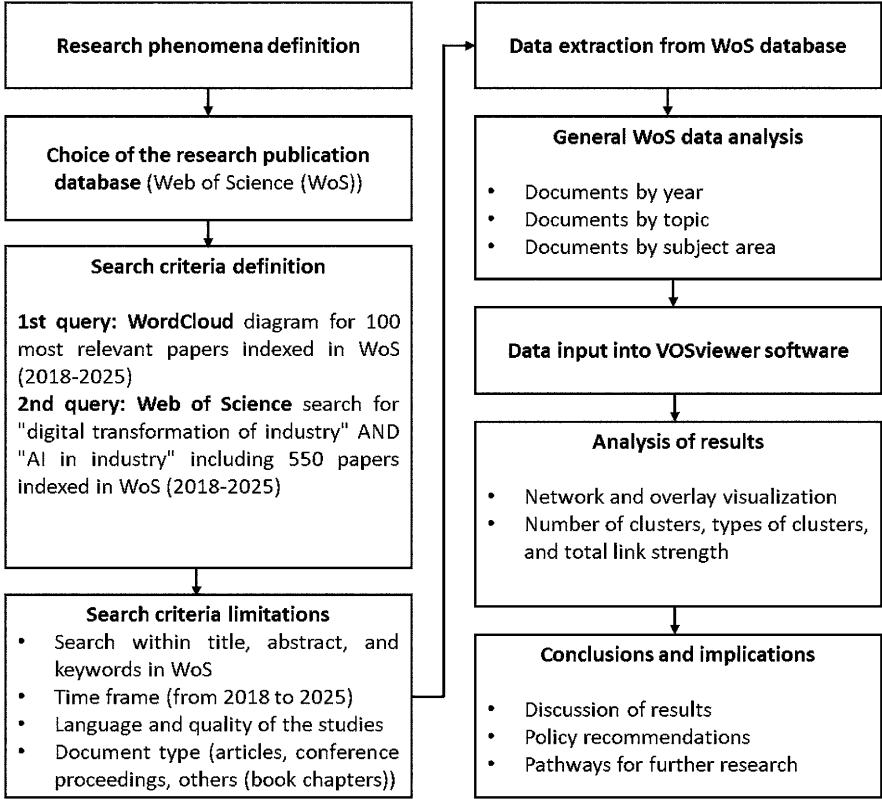 Research phenomena definition
Choice of the research publication
database (Web of Science (WoS))
Search criteria definition
1st query: WordCloud diagram for 100
most relevant papers indexed in WoS
(2018-2025)
2nd query: Web of Science search for
"digital transformation of industry" AND
"AI in industry" including 550 papers
indexed in WoS (2018-2025)
Search criteria limitations
• Search within title, abstract, and
keywords in WoS
• Time frame (from 2018 to 2025)
• Language and quality of the studies
• Document type (articles, conference
proceedings, others (book chapters))
Data extraction from WoS database
General WoS data analysis
• Documents by year
• Documents by topic
• Documents by subject area
Data input into VOSviewer software
Analysis of results
• Network and overlay visualization
• Number of clusters, types of clusters,
and total link strength
Conclusions and implications
• Discussion of results
• Policy recommendations
• Pathways for further research